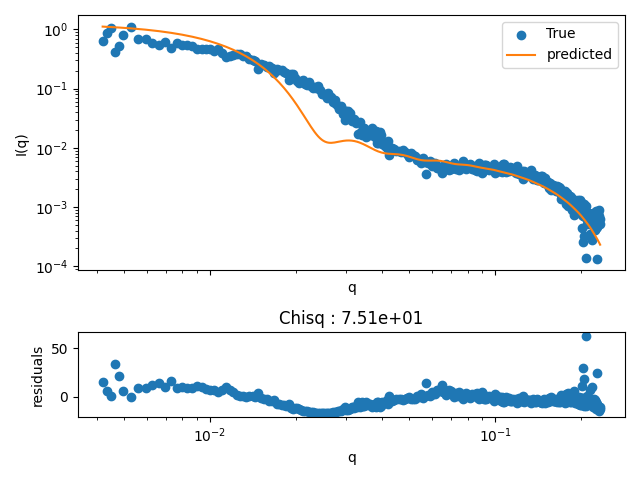 10⁰
10⁻¹
10⁻²
10⁻³
10⁻⁴
I(q)
True
predicted
q
Chisq : 7.51e+01
50
0
residuals
10⁻²
10⁻¹
q